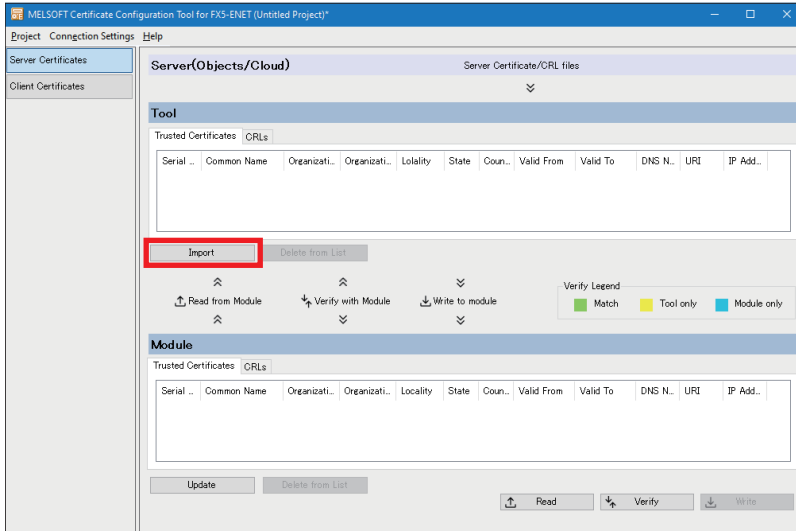 MELSOFT Certificate Configuration Tool for FX5-ENET (Untitled Project)*
Project Connection Settings Help
Server Certificates
Client Certificates
Server(Objects/Cloud) Server Certificate/CRL files
Tool
Trusted Certificates CRLs
Serial ... Common Name Organizati... Organizati... Lolality State Coun... Valid From Valid To DNS N... URI IP Add...
Import Delete from List
Read from Module Verify with Module Write to module
Verify Legend
Match Tool only Module only
Module
Trusted Certificates CRLs
Serial ... Common Name Organizati... Organizati... Locality State Coun... Valid From Valid To DNS N... URI IP Add...
Update Delete from List
Read Verify Write